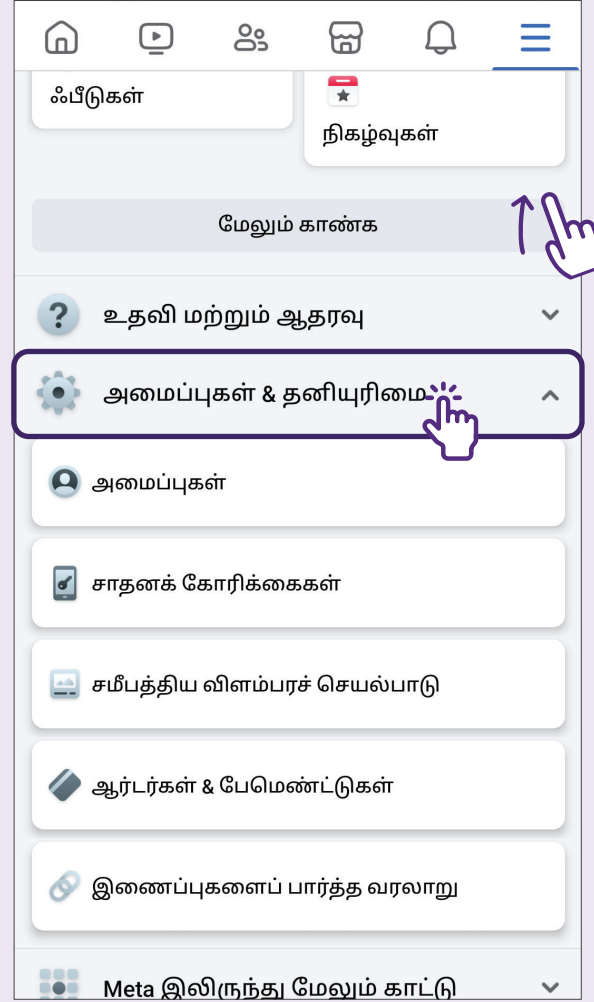 ஃபீடுகள்
நிகழ்வுகள்
மேலும் காண்க
உதவி மற்றும் ஆதரவு
அமைப்புகள் & தனியுரிமை
அமைப்புகள்
சாதனக் கோரிக்கைகள்
சமீபத்திய விளம்பரச் செயல்பாடு
ஆர்டர்கள் & பேமெண்ட்டுகள்
இணைப்புகளைப் பார்த்த வரலாறு
Meta இலிருந்து மேலும் காட்டு